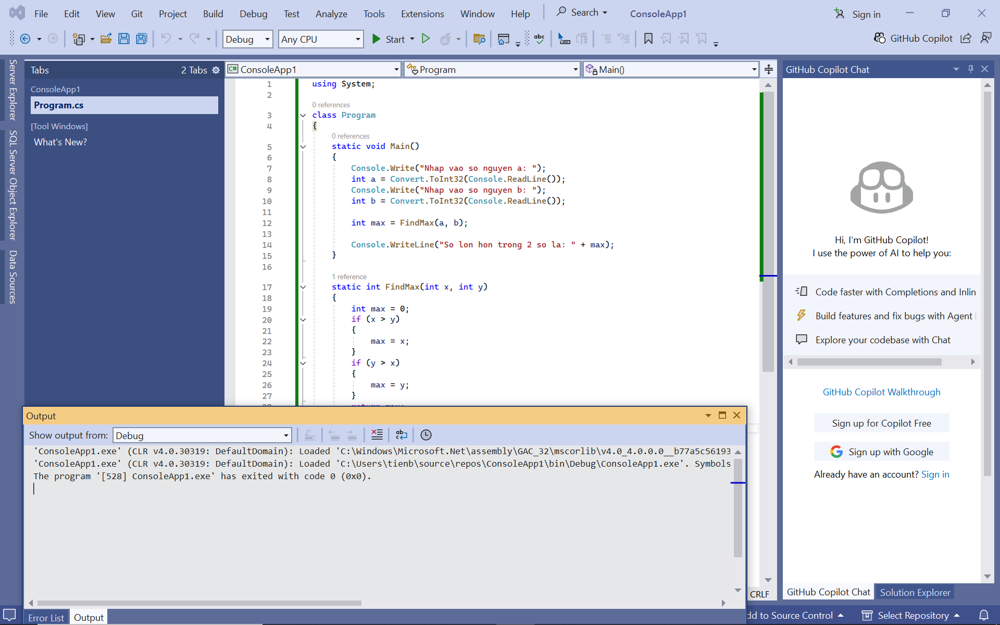 File Edit View Git Project Build Debug Test Analyze Tools Extensions Window Help Search ConsoleApp1 Sign in
Debug Any CPU Start abc GitHub Copilot
Server Explorer
SQL Server Object Explorer
Data Sources
Tabs 2 Tabs
ConsoleApp1
Program.cs
[Tool Windows]
What's New?
C# ConsoleApp1 Program Main()
1 using System;
2
0 references
3 class Program
4 {
0 references
5 static void Main()
6 {
7 Console.Write("Nhap vao so nguyen a: ");
8 int a = Convert.ToInt32(Console.ReadLine());
9 Console.Write("Nhap vao so nguyen b: ");
10 int b = Convert.ToInt32(Console.ReadLine());
11
12 int max = FindMax(a, b);
13
14 Console.WriteLine("So lon hon trong 2 so la: " + max);
15 }
16
1 reference
17 static int FindMax(int x, int y)
18 {
19 int max = 0;
20 if (x > y)
21 {
22 max = x;
23 }
24 if (y > x)
25 {
26 max = y;
27 }
Output
Show output from: Debug
'ConsoleApp1.exe' (CLR v4.0.30319: DefaultDomain): Loaded 'C:\Windows\Microsoft.Net\assembly\GAC_32\mscorlib\v4.0_4.0.0.0__b77a5c56193
'ConsoleApp1.exe' (CLR v4.0.30319: DefaultDomain): Loaded 'C:\Users\tienb\source\repos\ConsoleApp1\bin\Debug\ConsoleApp1.exe'. Symbols
The program '[528] ConsoleApp1.exe' has exited with code 0 (0x0).
Error List Output
CRLF
GitHub Copilot Chat
Hi, I'm GitHub Copilot!
I use the power of AI to help you:
Code faster with Completions and Inlin
Build features and fix bugs with Agent
Explore your codebase with Chat
GitHub Copilot Walkthrough
Sign up for Copilot Free
Sign up with Google
Already have an account? Sign in
GitHub Copilot Chat Solution Explorer
dd to Source Control Select Repository